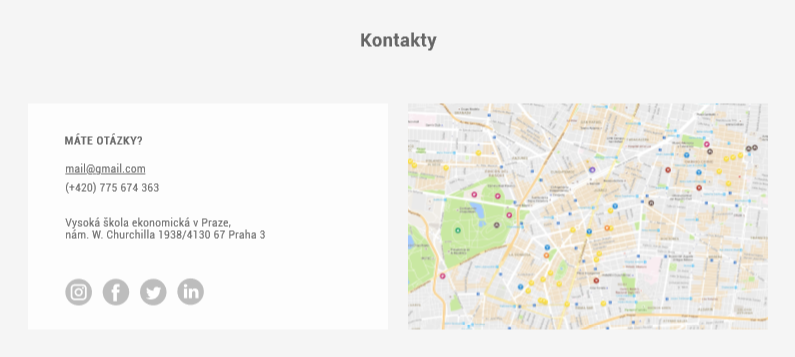 Kontakty
MÁTE OTÁZKY?
mail@gmail.com
(+420) 775 674 363
Vysoká škola ekonomická v Praze,
nám. W. Churchilla 1938/4130 67 Praha 3